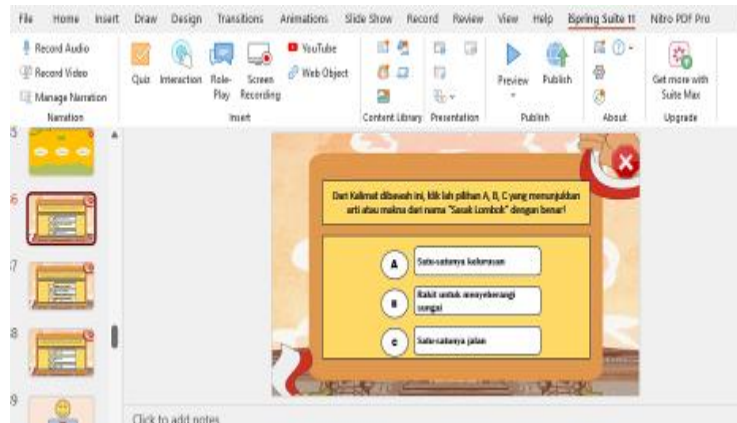 File Home Insert Draw Design Transitions Animations Slide Show Record Review View Help iSpring Suite 11 Nitro PDF Pro
Record Audio
Record Video
Manage Narration
Narration
Quiz Interaction Role-Play Screen Recording
YouTube
Web Object
Insert
Content Library
Presentation
Preview Publish
Publish
About
Get more with Suite Max
Upgrade
Dari Kalimat dibawah ini, klik lah pilihan A, B, C yang menunjukkan
arti atau makna dari nama "Sasak Lombok" dengan benar!
A Satu-satunya kelurusan
B Rakit untuk menyeberangi
sungai
C Satu-satunya jalan
Click to add notes